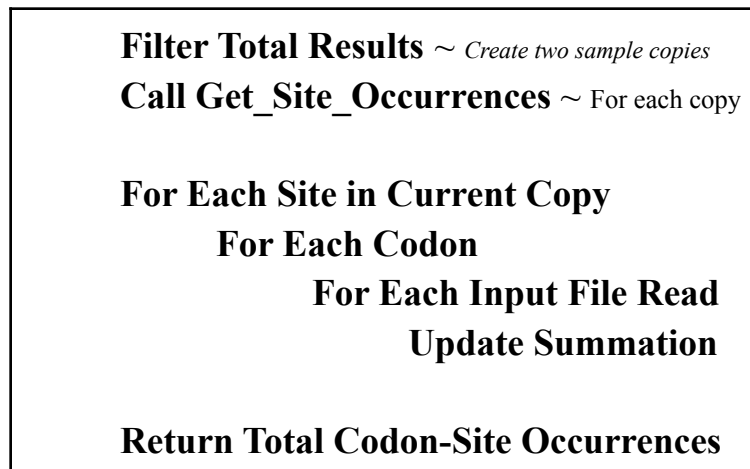 Filter Total Results ~ Create two sample copies
Call Get_Site_Occurrences ~ For each copy
For Each Site in Current Copy
For Each Codon
For Each Input File Read
Update Summation
Return Total Codon-Site Occurrences